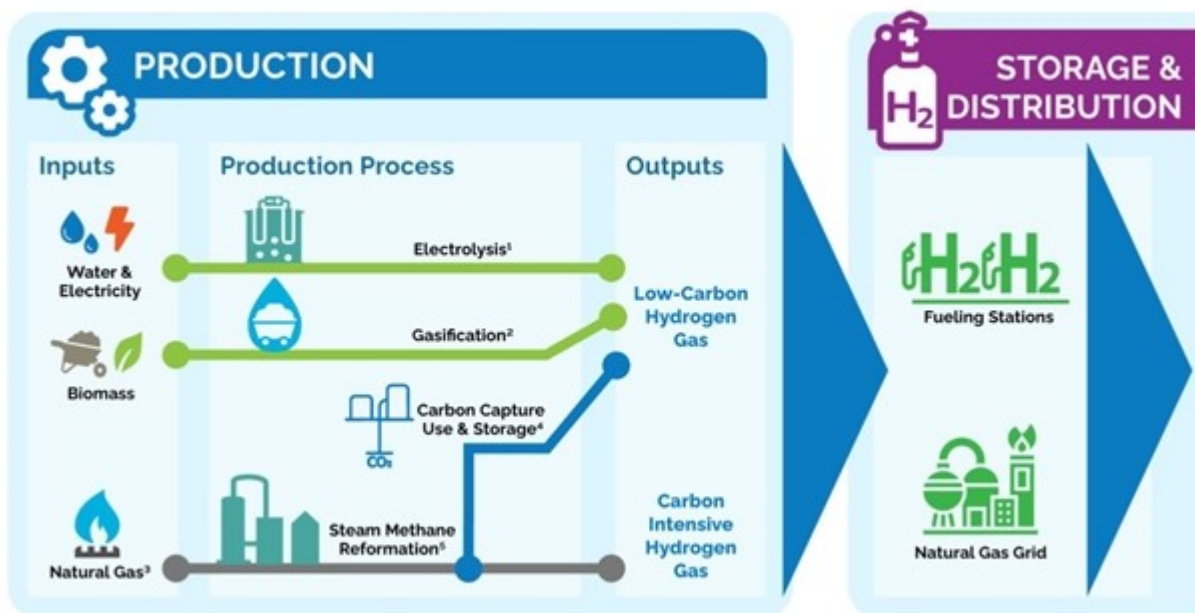 PRODUCTION
Inputs
Production Process
Outputs
Water &
Electricity
Electrolysis¹
Low-Carbon
Hydrogen
Gas
Gasification²
Biomass
Carbon Capture
Use & Storage⁴
CO₂
Steam Methane
Reformation⁵
Natural Gas³
Carbon
Intensive
Hydrogen
Gas
H₂
STORAGE &
DISTRIBUTION
H₂ H₂
Fueling Stations
Natural Gas Grid